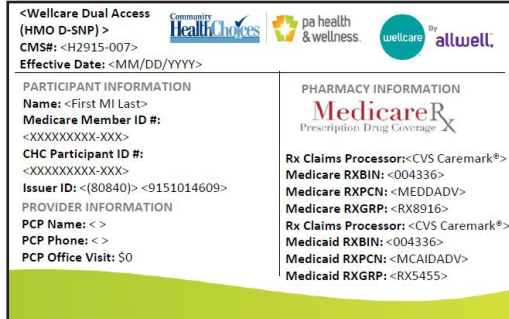 <Wellcare Dual Access
(HMO D-SNP) >
CMS#: <H2915-007>
Effective Date: <MM/DD/YYYY>
Community
HealthChoices
pa health
& wellness.
wellcare
By
allwell.
PARTICIPANT INFORMATION
Name: <First MI Last>
Medicare Member ID #:
<XXXXXXXXX-XXX>
CHC Participant ID #:
<XXXXXXXXX-XXX>
Issuer ID: <(80840)> <9151014609>
PROVIDER INFORMATION
PCP Name: < >
PCP Phone: < >
PCP Office Visit: $0
PHARMACY INFORMATION
MedicareRx
Prescription Drug Coverage
Rx Claims Processor:<CVS Caremark®>
Medicare RXBIN: <004336>
Medicare RXPCN: <MEDDADV>
Medicare RXGRP: <RX8916>
Rx Claims Processor: <CVS Caremark®>
Medicaid RXBIN: <004336>
Medicaid RXPCN: <MCAIDADV>
Medicaid RXGRP: <RX5455>